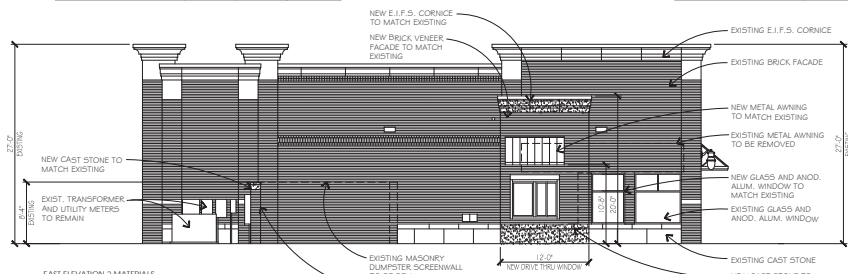 NEW E.I.F.S. CORNICE
TO MATCH EXISTING
NEW BRICK VENEER
FACADE TO MATCH
EXISTING
EXISTING E.I.F.S. CORNICE
EXISTING BRICK FACADE
NEW METAL AWNING
TO MATCH EXISTING
EXISTING METAL AWNING
TO BE REMOVED
27'-0"
EXISTING
27'-0"
EXISTING
NEW CAST STONE TO
MATCH EXISTING
8'-4"
EXISTING
EXIST. TRANSFORMER
AND UTILITY METERS
TO REMAIN
10'-8"
20'-0"
NEW GLASS AND ANOD.
ALUM. WINDOW TO
MATCH EXISTING
EXISTING GLASS AND
ANOD. ALUM. WINDOW
EXISTING MASONRY
DUMPSTER SCREENWALL
12'-0"
NEW DRIVE THRU WINDOW
EXISTING CAST STONE
EAST ELEVATION 2 MATERIALS